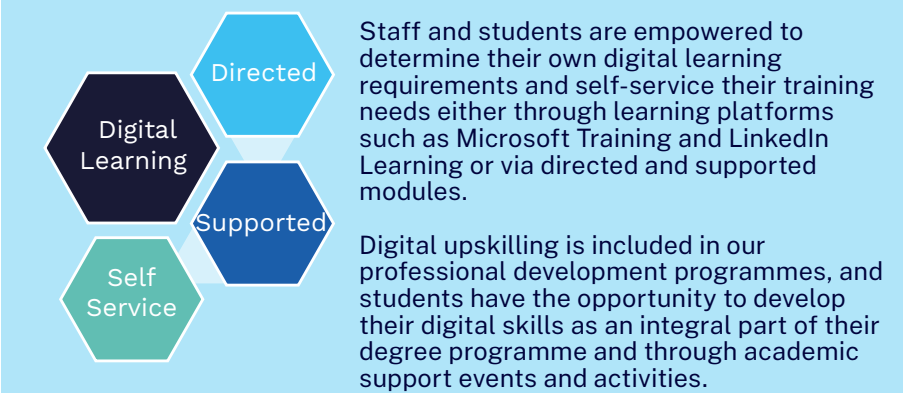 Directed
Digital
Learning
Supported
Self
Service
Staff and students are empowered to
determine their own digital learning
requirements and self-service their training
needs either through learning platforms
such as Microsoft Training and LinkedIn
Learning or via directed and supported
modules.
Digital upskilling is included in our
professional development programmes, and
students have the opportunity to develop
their digital skills as an integral part of their
degree programme and through academic
support events and activities.